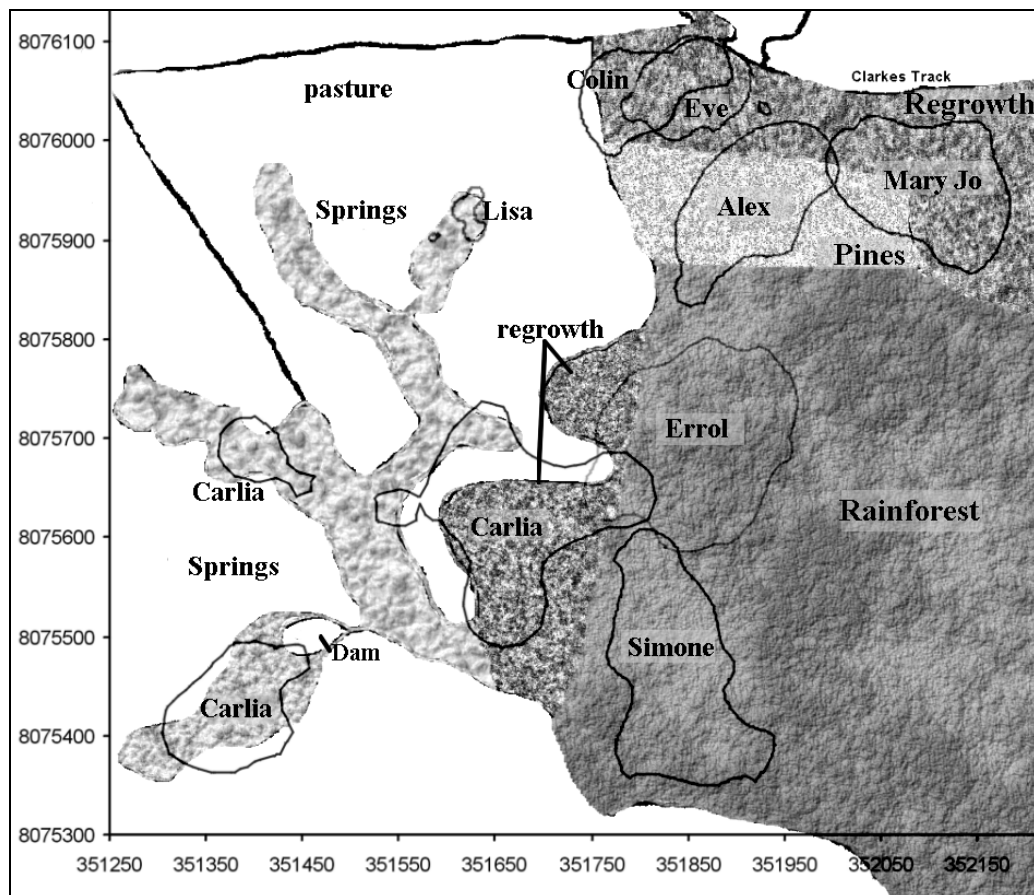 8076100
8076000
8075900
8075800
8075700
8075600
8075500
8075400
8075300
351250 351350 351450 351550 351650 351750 351850 351950 352050 352150
Clarkes Track
Colin
pasture
Eve
Regrowth
Mary Jo
Springs
Lisa
Alex
Pines
regrowth
Errol
Carlia
Carlia
Rainforest
Springs
Dam
Simone
Carlia